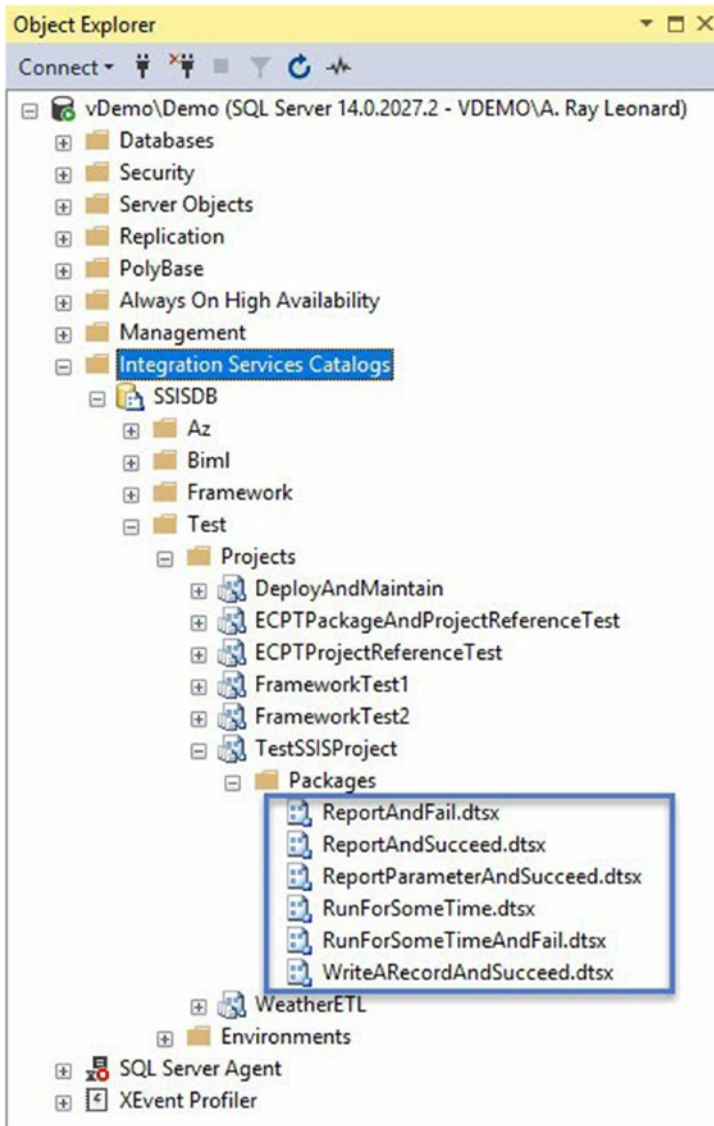 Object Explorer
Connect
vDemo\Demo (SQL Server 14.0.2027.2 - VDEMO\A. Ray Leonard)
Databases
Security
Server Objects
Replication
PolyBase
Always On High Availability
Management
Integration Services Catalogs
SSISDB
Az
Biml
Framework
Test
Projects
DeployAndMaintain
ECPTPackageAndProjectReferenceTest
ECPTProjectReferenceTest
FrameworkTest1
FrameworkTest2
TestSSISProject
Packages
ReportAndFail.dtsx
ReportAndSucceed.dtsx
ReportParameterAndSucceed.dtsx
RunForSomeTime.dtsx
RunForSomeTimeAndFail.dtsx
WriteARecordAndSucceed.dtsx
WeatherETL
Environments
SQL Server Agent
XEvent Profiler